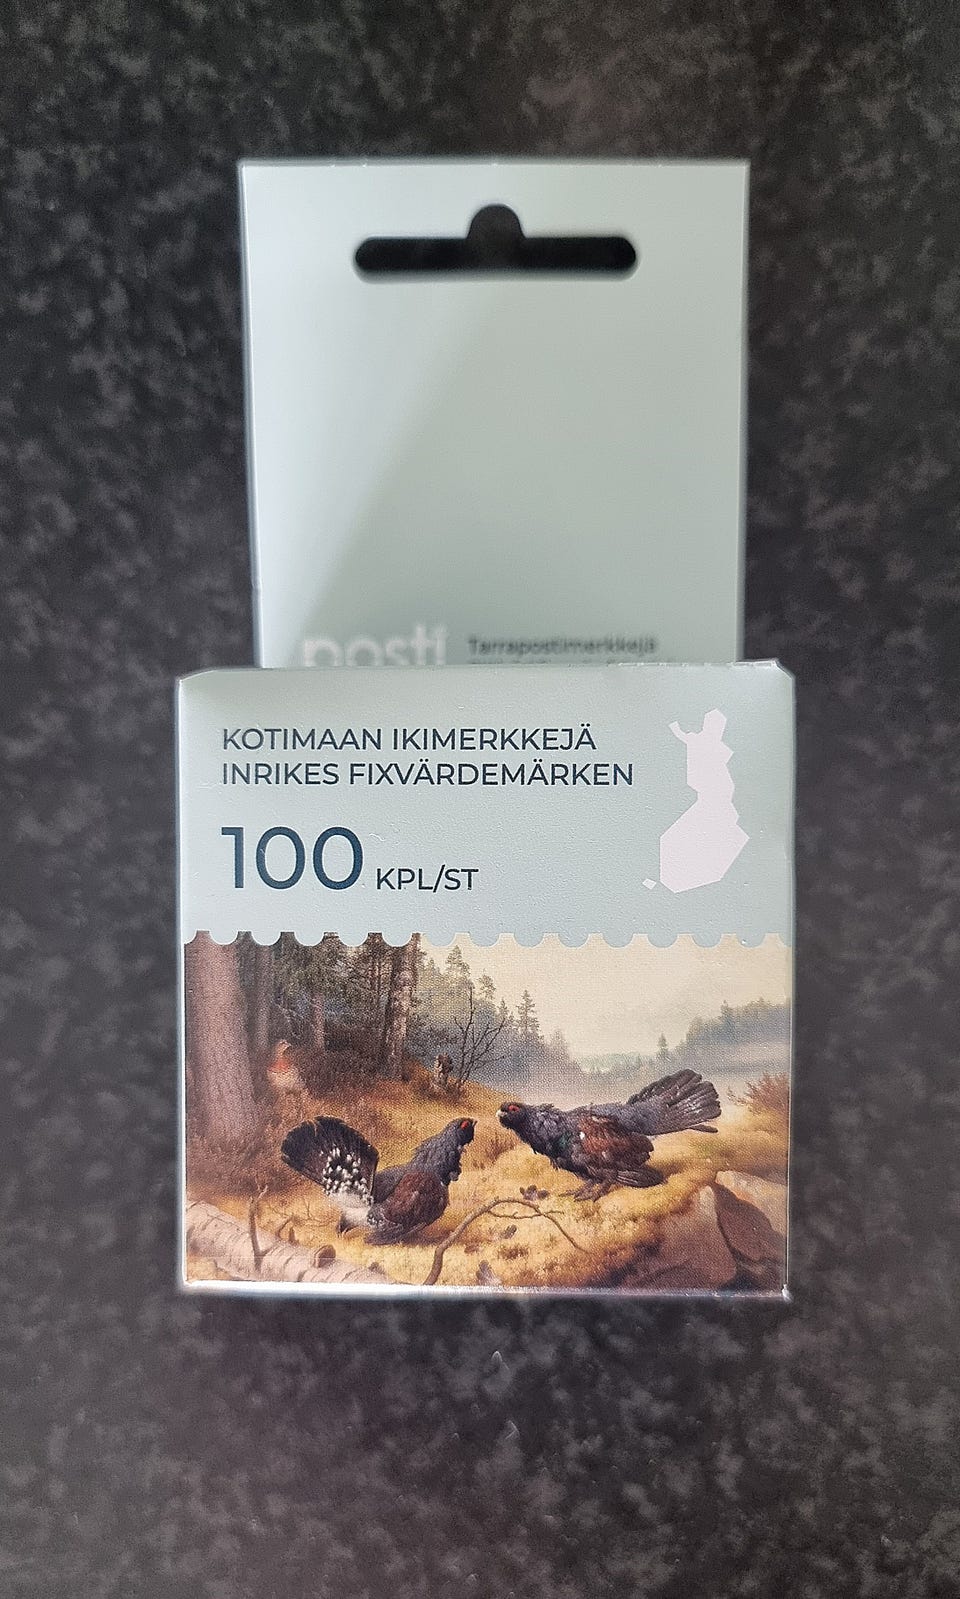 posti
Tarrapostimerkkejä
KOTIMAAN IKIMERKKEJÄ
INRIKES FIXVÄRDEMÄRKEN
100 KPL/ST